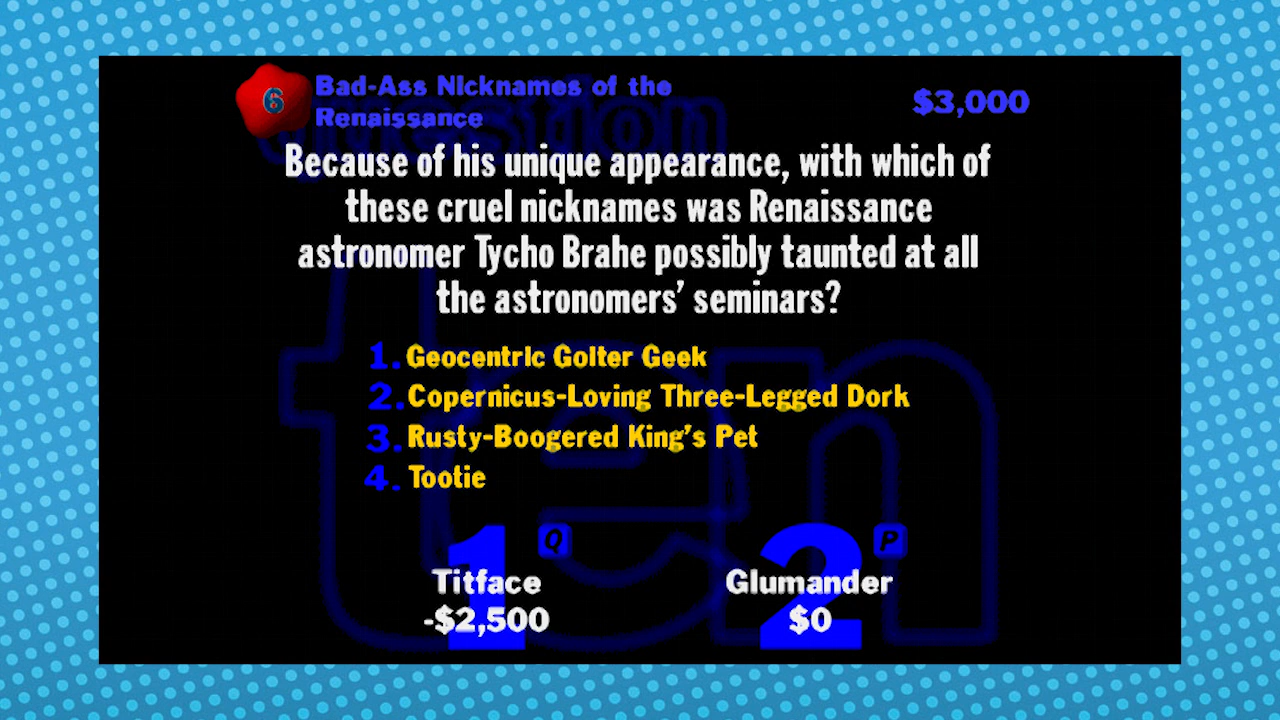 6
Bad-Ass Nicknames of the
Renaissance
$3,000
question
Because of his unique appearance, with which of
these cruel nicknames was Renaissance
astronomer Tycho Brahe possibly taunted at all
the astronomers' seminars?
1. Geocentric Goiter Geek
2. Copernicus-Loving Three-Legged Dork
3. Rusty-Boogered King's Pet
4. Tootie
ten
1 Q 2 P
Titface Glumander
-$2,500 $0